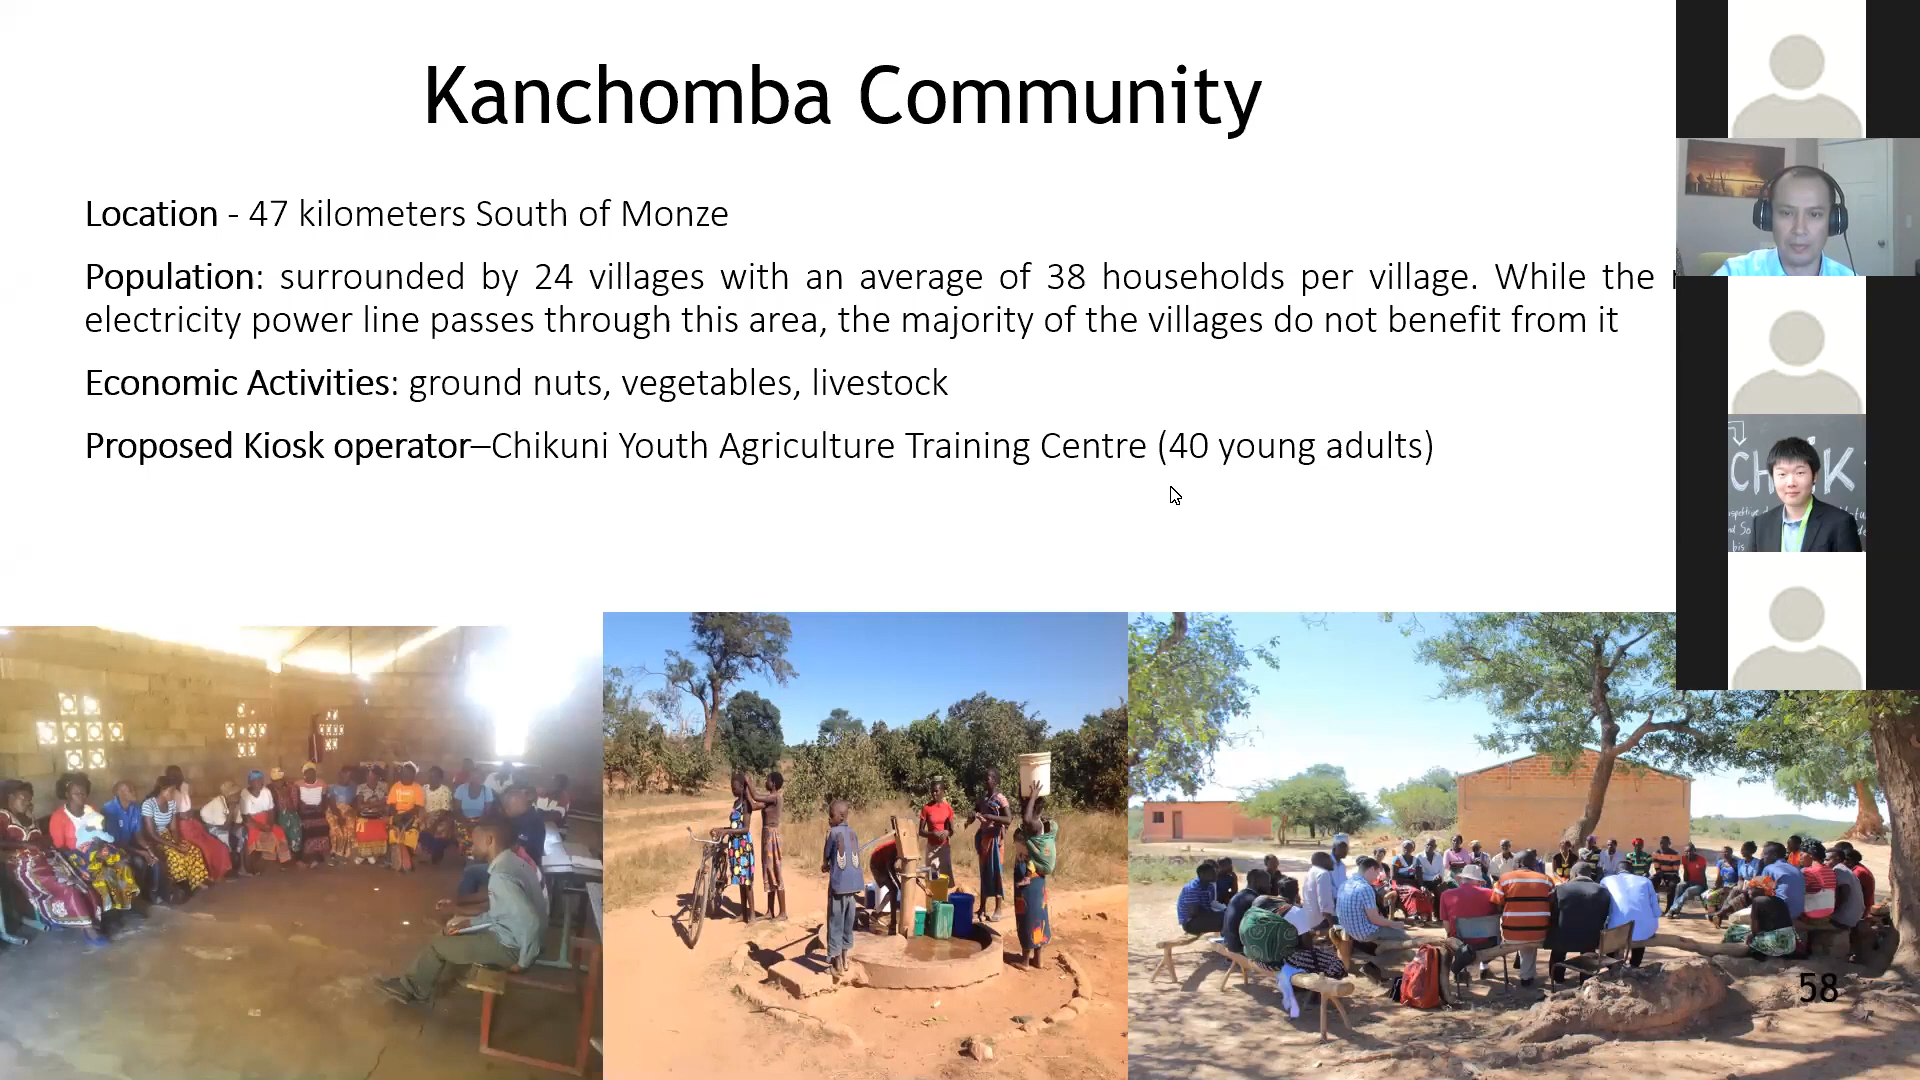 Kanchomba Community
Location - 47 kilometers South of Monze
Population: surrounded by 24 villages with an average of 38 households per village. While the
electricity power line passes through this area, the majority of the villages do not benefit from it
Economic Activities: ground nuts, vegetables, livestock
Proposed Kiosk operator–Chikuni Youth Agriculture Training Centre (40 young adults)
58